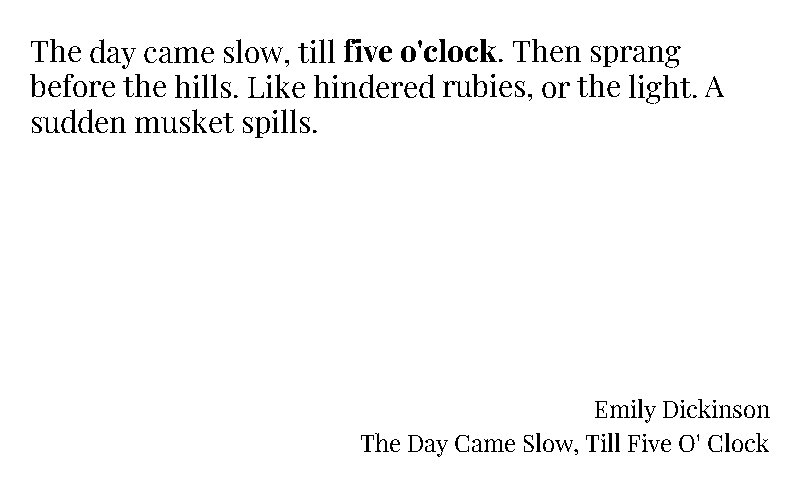 The day came slow, till five o'clock. Then sprang
before the hills. Like hindered rubies, or the light. A
sudden musket spills.
Emily Dickinson
The Day Came Slow, Till Five O' Clock